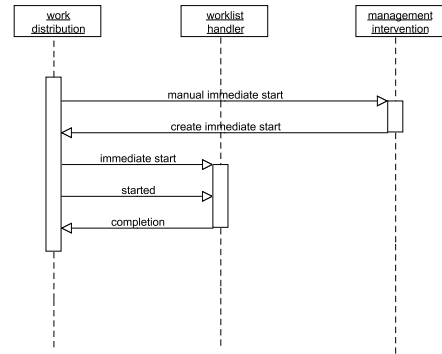 work
distribution
worklist
handler
management
intervention
manual immediate start
create immediate start
immediate start
started
completion